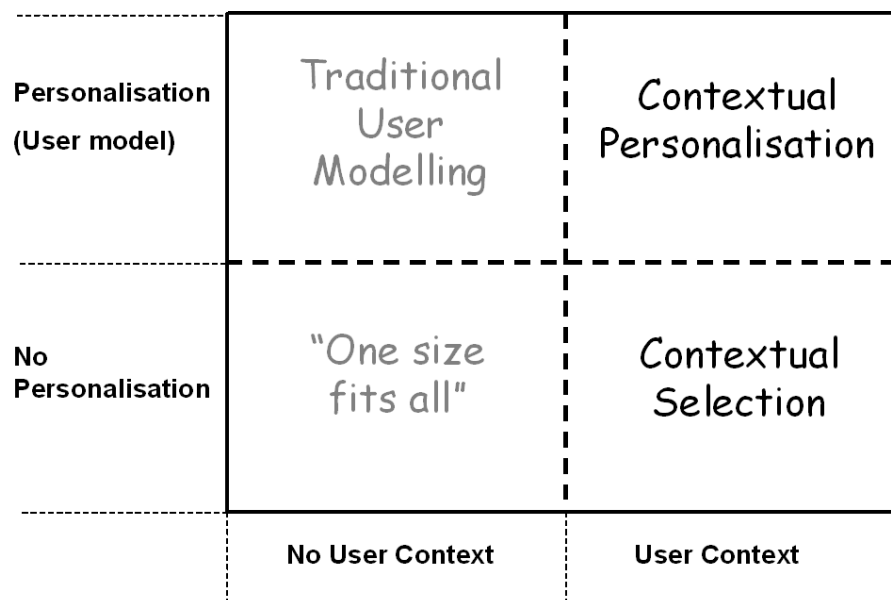 Personalisation
(User model)
Traditional
User
Modelling
Contextual
Personalisation
No
Personalisation
“One size
fits all”
Contextual
Selection
No User Context
User Context